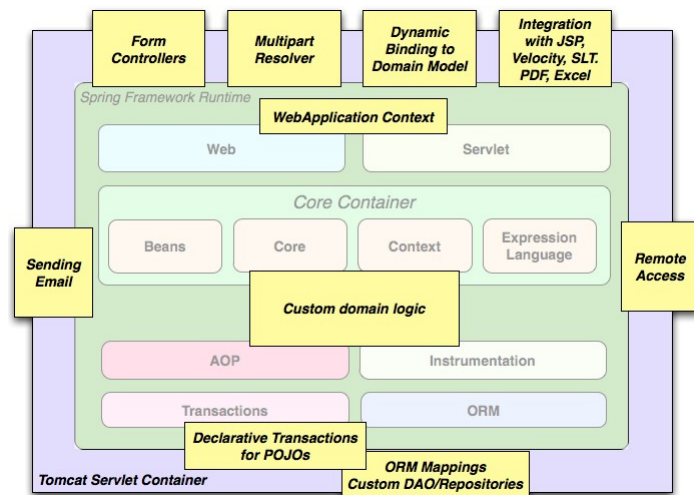 Form
Controllers
Multipart
Resolver
Dynamic
Binding to
Domain Model
Integration
with JSP,
Velocity, SLT.
PDF, Excel
Spring Framework Runtime
WebApplication Context
Web
Servlet
Core Container
Beans
Core
Context
Expression
Language
Sending
Email
Remote
Access
Custom domain logic
AOP
Instrumentation
Transactions
ORM
Declarative Transactions
for POJOs
ORM Mappings
Custom DAO/Repositories
Tomcat Servlet Container